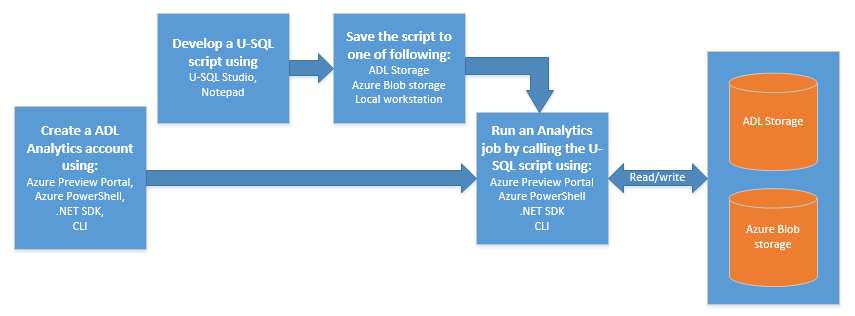 Develop a U-SQL
script using
U-SQL Studio,
Notepad
Save the script to
one of following:
ADL Storage
Azure Blob storage
Local workstation
Create a ADL
Analytics account
using:
Azure Preview Portal,
Azure PowerShell,
.NET SDK,
CLI
Run an Analytics
job by calling the U-
SQL script using:
Azure Preview Portal
Azure PowerShell
.NET SDK
CLI
Read/write
ADL Storage
Azure Blob
storage